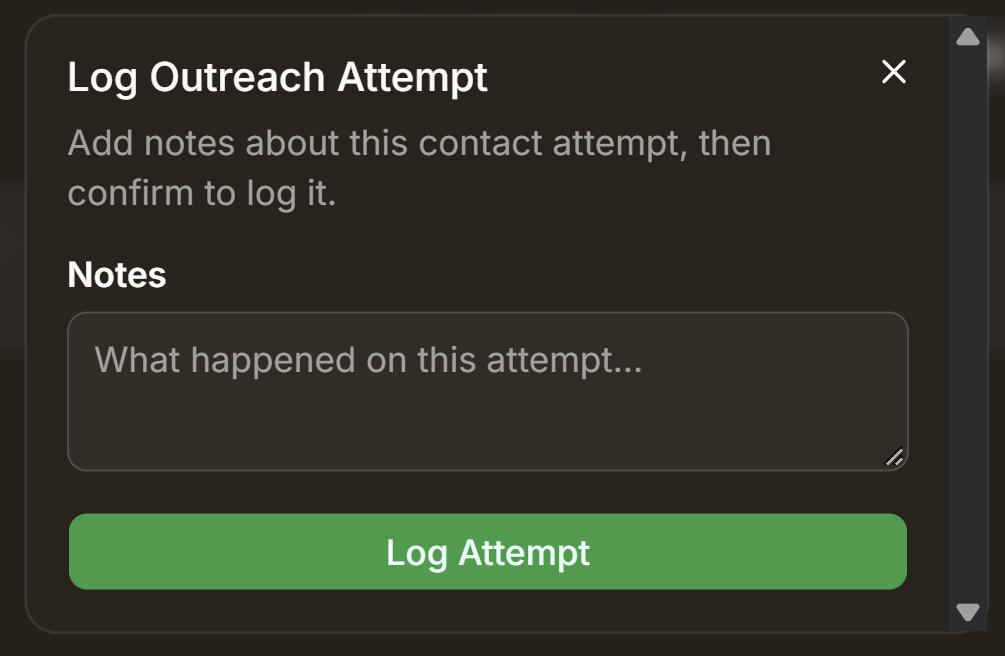 Log Outreach Attempt
Add notes about this contact attempt, then
confirm to log it.
Notes
What happened on this attempt...
Log Attempt